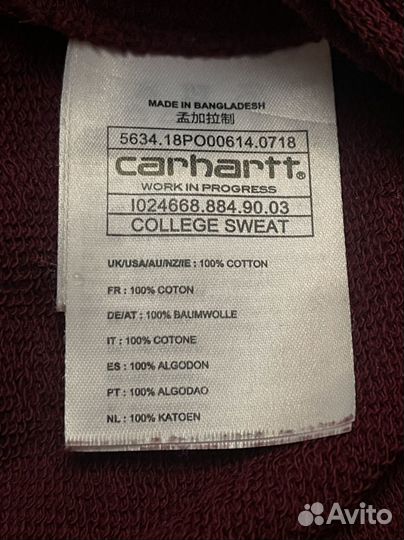 MADE IN BANGLADESH
孟加拉制
5634.18PO00614.0718
carhartt®
WORK IN PROGRESS
I024668.884.90.03
COLLEGE SWEAT
UK/USA/AU/NZ/IE : 100% COTTON
FR : 100% COTON
DE/AT : 100% BAUMWOLLE
IT : 100% COTONE
ES : 100% ALGODON
PT : 100% ALGODAO
NL : 100% KATOEN
Avito